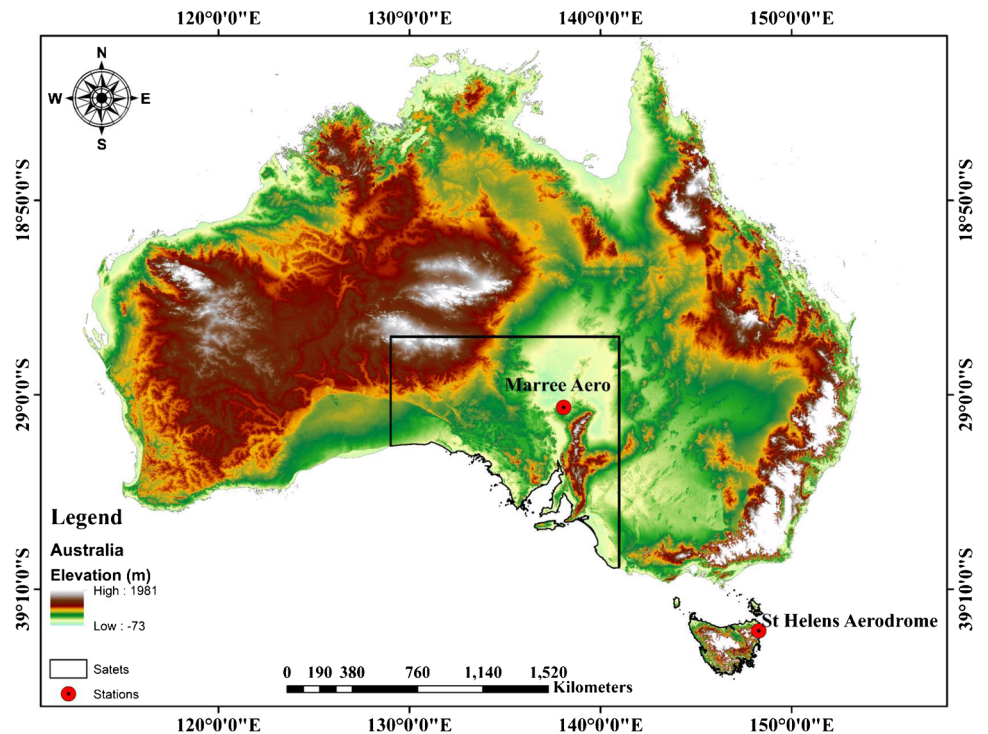 120°0'0"E 130°0'0"E 140°0'0"E 150°0'0"E
N
W E
S
18°50'0"S
18°50'0"S
Marree Aero
29°0'0"S
29°0'0"S
Legend
Australia
Elevation (m)
High : 1981
Low : -73
39°10'0"S
39°10'0"S
St Helens Aerodrome
Satets
Stations
0 190 380 760 1,140 1,520
Kilometers
120°0'0"E 130°0'0"E 140°0'0"E 150°0'0"E